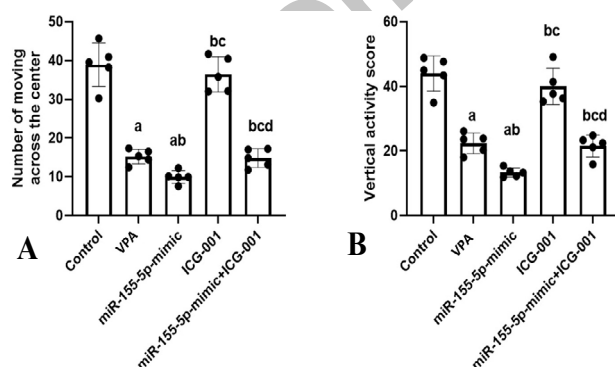 Number of moving
across the center
50
40
30
20
10
0
a
ab
bc
bcd
Control
VPA
miR-155-5p-mimic
ICG-001
miR-155-5p-mimic+ICG-001
A
Vertical activity score
60
40
20
0
a
ab
bc
bcd
Control
VPA
miR-155-5p-mimic
ICG-001
miR-155-5p-mimic+ICG-001
B